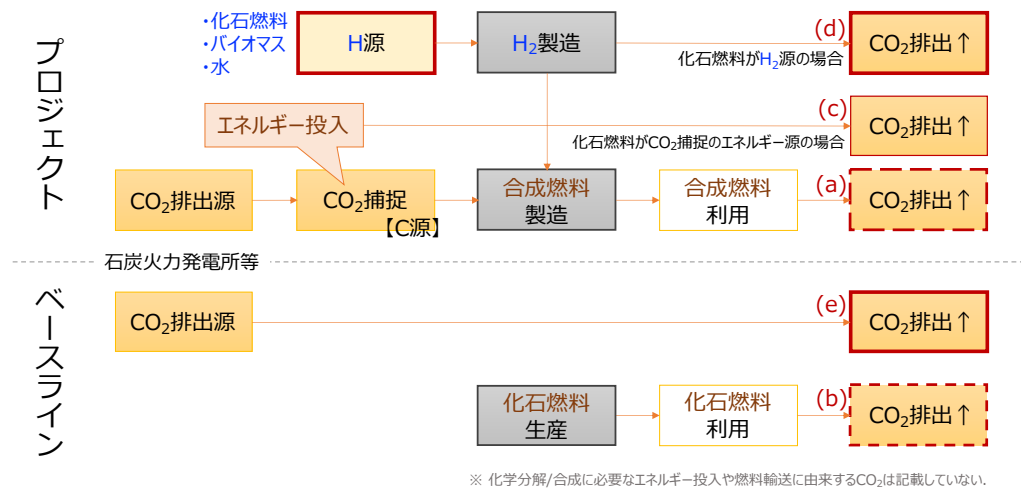 プロジェクト
・化石燃料
・バイオマス
・水
H源
H₂製造
(d)
化石燃料がH₂源の場合
CO₂排出↑
エネルギー投入
(c)
化石燃料がCO₂捕捉のエネルギー源の場合
CO₂排出↑
CO₂排出源
CO₂捕捉
【C源】
合成燃料
製造
合成燃料
利用
(a)
CO₂排出↑
石炭火力発電所等
ベースライン
CO₂排出源
(e)
CO₂排出↑
化石燃料
生産
化石燃料
利用
(b)
CO₂排出↑
※ 化学分解/合成に必要なエネルギー投入や燃料輸送に由来するCO₂は記載していない.